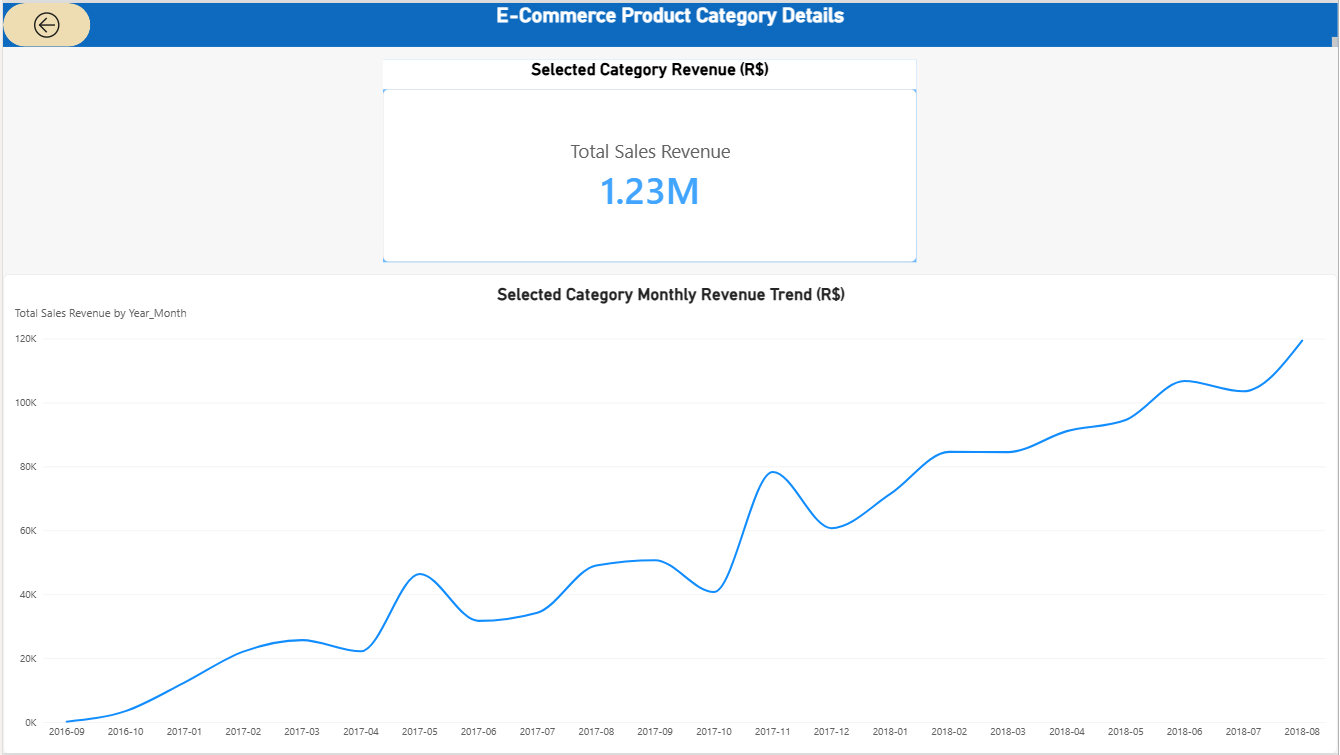 E-Commerce Product Category Details
Selected Category Revenue (R$)
Total Sales Revenue
1.23M
Selected Category Monthly Revenue Trend (R$)
Total Sales Revenue by Year_Month
120K
100K
80K
60K
40K
20K
0K
2016-09 2016-10 2017-01 2017-02 2017-03 2017-04 2017-05 2017-06 2017-07 2017-08 2017-09 2017-10 2017-11 2017-12 2018-01 2018-02 2018-03 2018-04 2018-05 2018-06 2018-07 2018-08